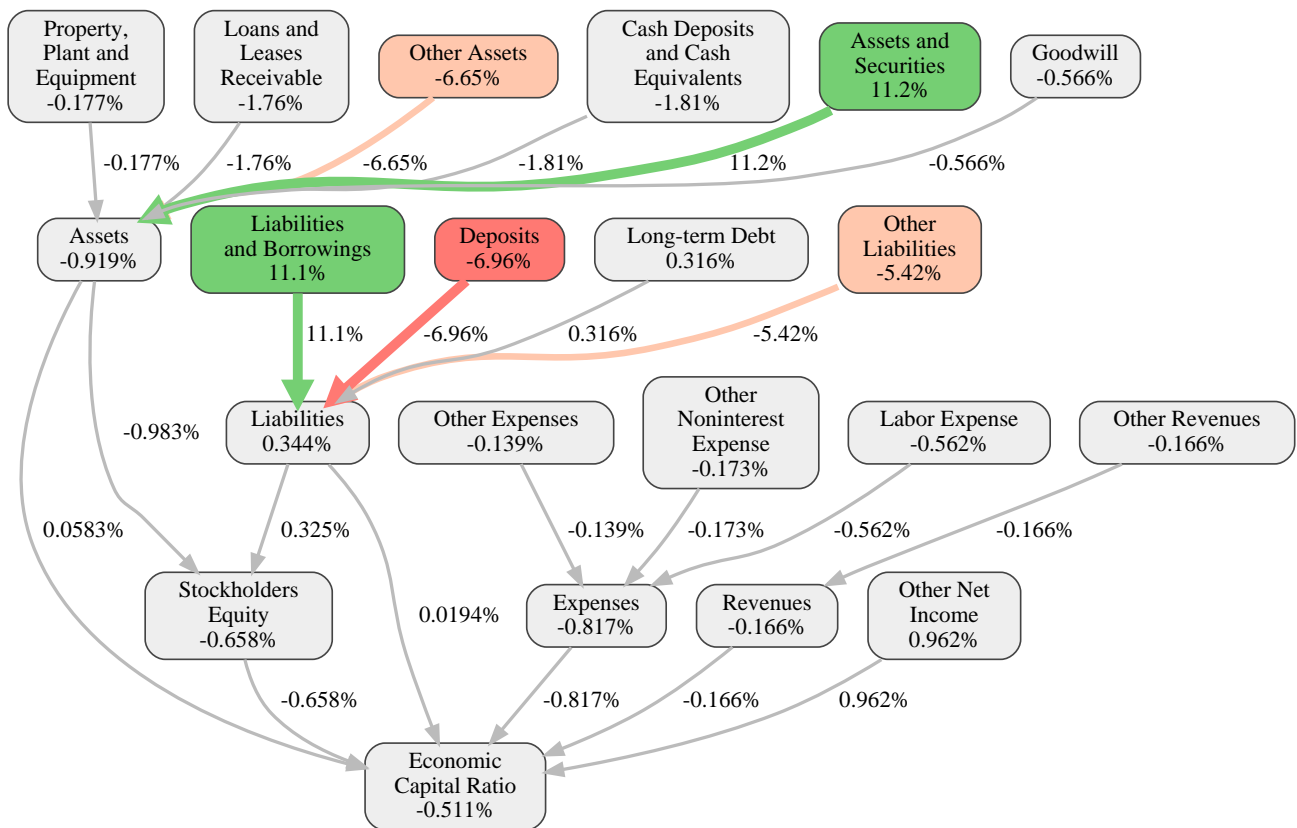 Property,
Plant and
Equipment
-0.177%
Loans and
Leases
Receivable
-1.76%
Other Assets
-6.65%
Cash Deposits
and Cash
Equivalents
-1.81%
Assets and
Securities
11.2%
Goodwill
-0.566%
-0.177%
-1.76%
-6.65%
-1.81%
11.2%
-0.566%
Assets
-0.919%
Liabilities
and Borrowings
11.1%
Deposits
-6.96%
Long-term Debt
0.316%
Other
Liabilities
-5.42%
11.1%
-6.96%
0.316%
-5.42%
-0.983%
Liabilities
0.344%
Other Expenses
-0.139%
Other
Noninterest
Expense
-0.173%
Labor Expense
-0.562%
Other Revenues
-0.166%
0.0583%
0.325%
-0.139%
-0.173%
-0.562%
-0.166%
Stockholders
Equity
-0.658%
0.0194%
Expenses
-0.817%
Revenues
-0.166%
Other Net
Income
0.962%
-0.658%
-0.817%
-0.166%
0.962%
Economic
Capital Ratio
-0.511%